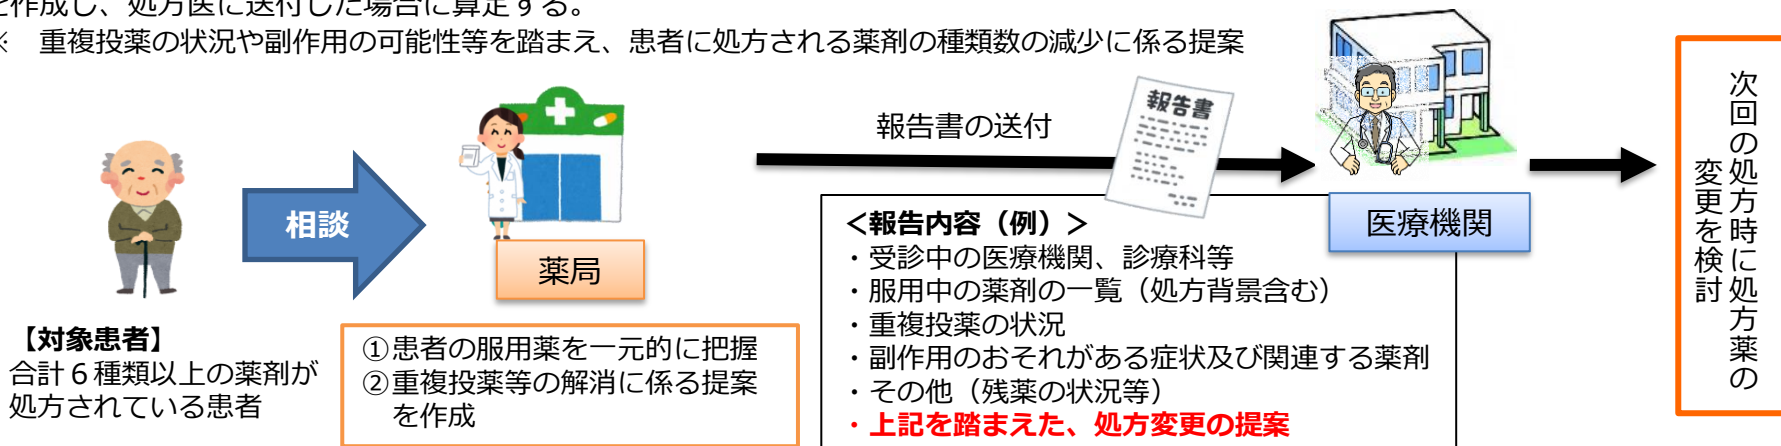 を作成し、処方医に送付した場合に算定する。
※　重複投薬の状況や副作用の可能性等を踏まえ、患者に処方される薬剤の種類数の減少に係る提案
相談
薬局
【対象患者】
合計６種類以上の薬剤が
処方されている患者
①患者の服用薬を一元的に把握
②重複投薬等の解消に係る提案
を作成
報告書の送付
報告書
医療機関
＜報告内容（例）＞
・受診中の医療機関、診療科等
・服用中の薬剤の一覧（処方背景含む）
・重複投薬の状況
・副作用のおそれがある症状及び関連する薬剤
・その他（残薬の状況等）
・上記を踏まえた、処方変更の提案
次回の処方時に処方薬の
変更を検討